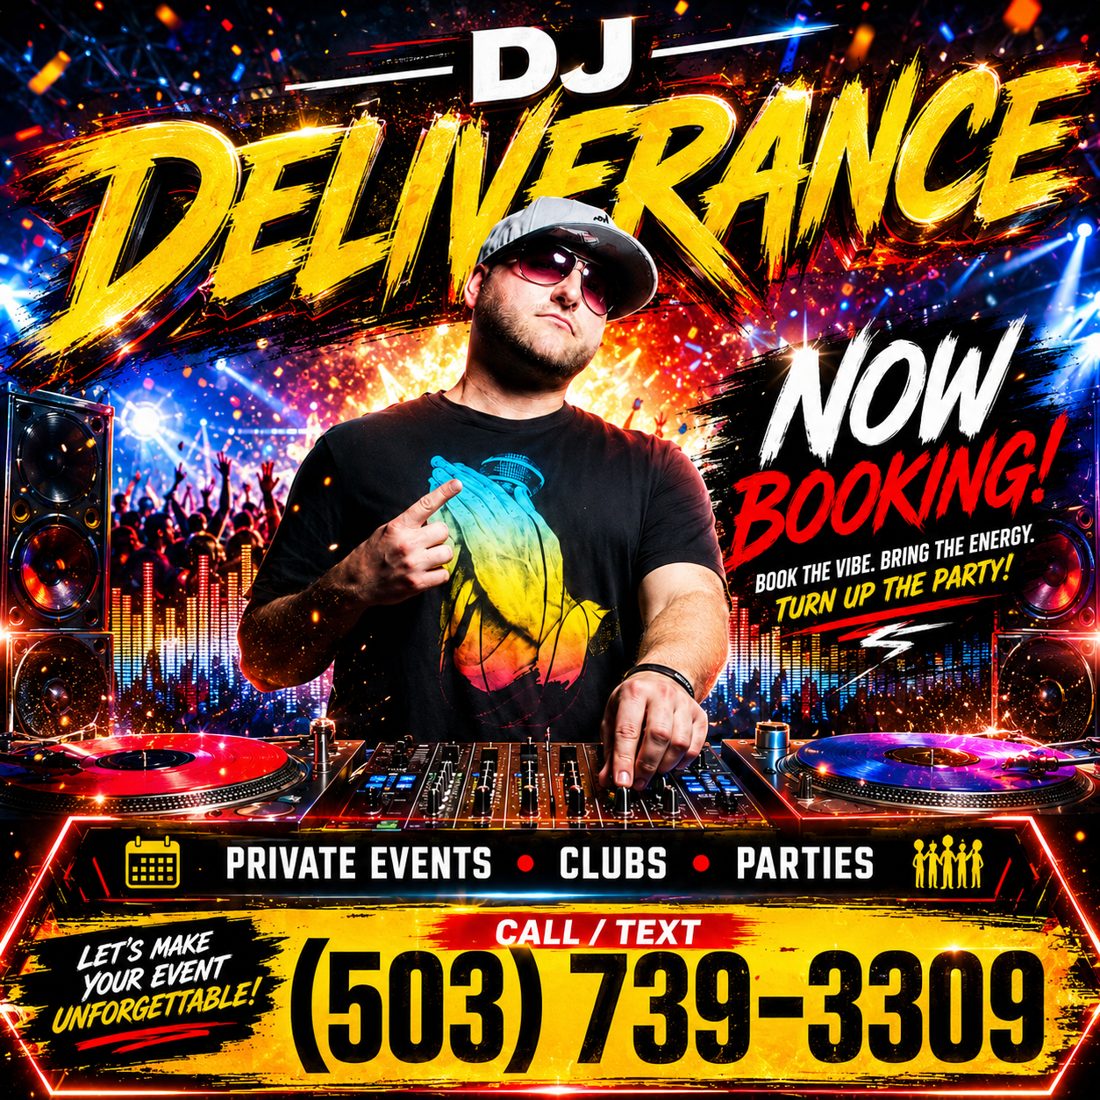 DJ
DELIVERANCE
NOW
BOOKING!
BOOK THE VIBE. BRING THE ENERGY.
TURN UP THE PARTY!
PRIVATE EVENTS • CLUBS • PARTIES
LET'S MAKE
YOUR EVENT
UNFORGETTABLE!
CALL / TEXT
(503) 739-3309